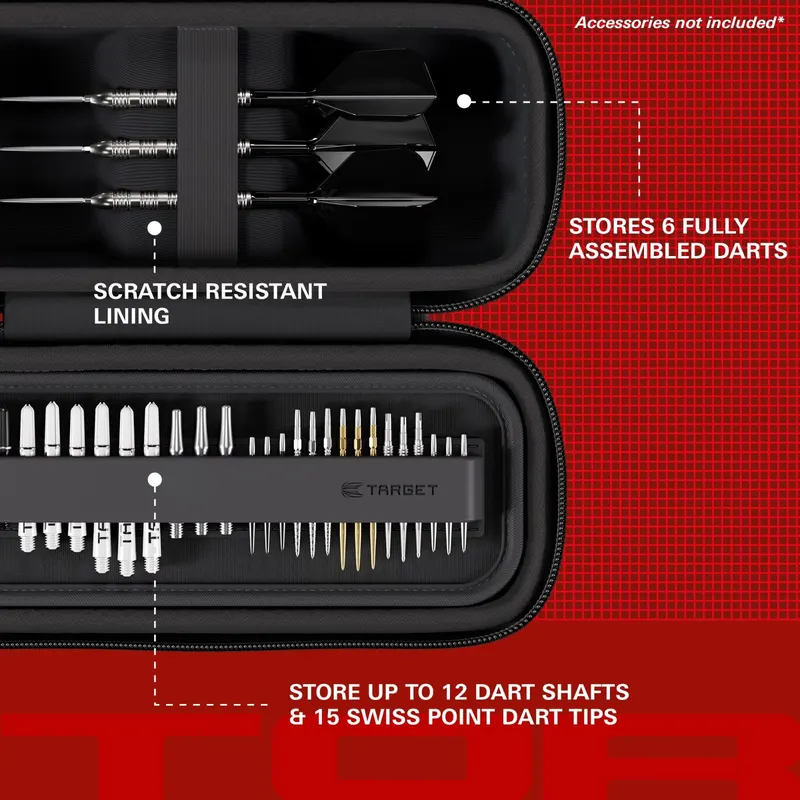 Accessories not included*
STORES 6 FULLY
ASSEMBLED DARTS
SCRATCH RESISTANT
LINING
TARGET
STORE UP TO 12 DART SHAFTS
& 15 SWISS POINT DART TIPS
TOR